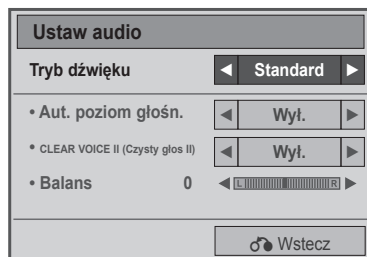 Ustaw audio
Tryb dźwięku ◀ Standard ▶
• Aut. poziom głośn. ◀ Wył. ▶
• CLEAR VOICE II (Czysty głos II) ◀ Wył. ▶
• Balans 0 ◀ L R ▶
Wstecz